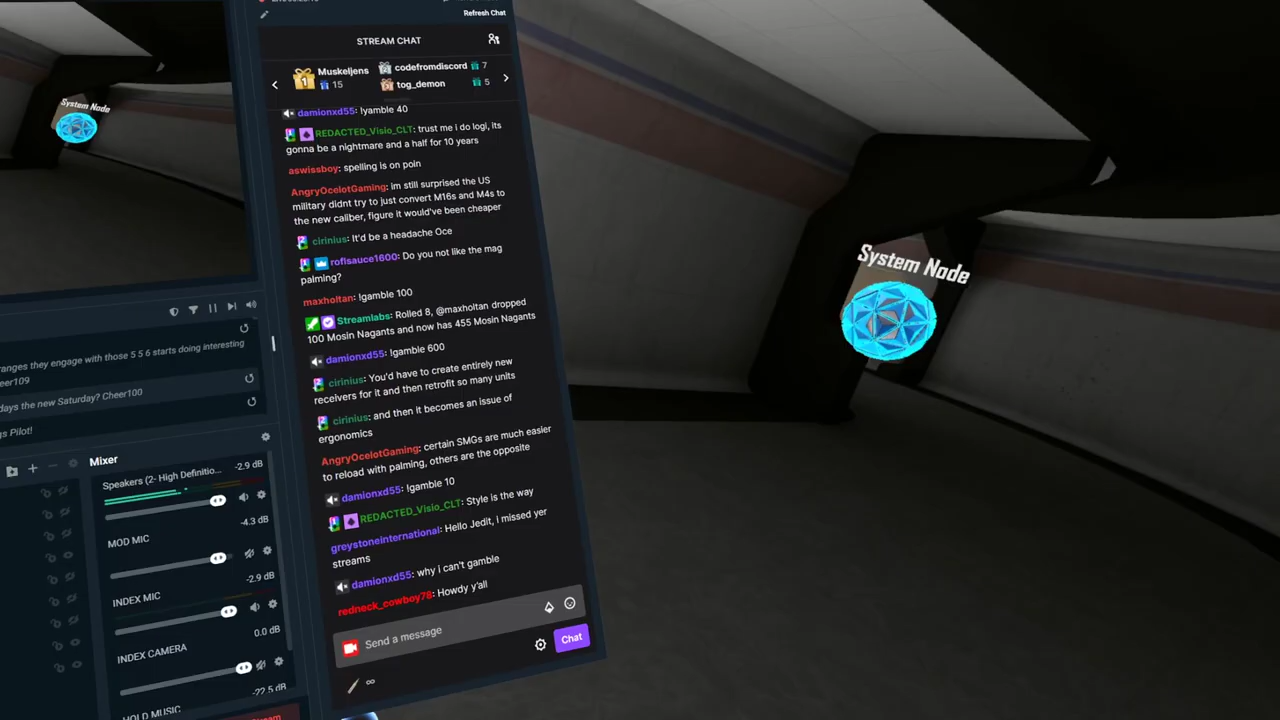 Refresh Chat
STREAM CHAT
Muskeljens
15
codefromdiscord 7
tog_demon 5
damionxd55: !yamble 40
REDACTED_Visio_CLT: trust me i do logi, its
gonna be a nightmare and a half for 10 years
aswissboy: spelling is on poin
AngryOcelotGaming: im still surprised the US
military didnt try to just convert M16s and M4s to
the new caliber, figure it would've been cheaper
cirinius: It'd be a headache Oce
roflsauce1600: Do you not like the mag
palming?
maxholtan: !gamble 100
Streamlabs: Rolled 8, @maxholtan dropped
100 Mosin Nagants and now has 455 Mosin Nagants
damionxd55: !gamble 600
cirinius: You'd have to create entirely new
receivers for it and then retrofit so many units
cirinius: and then it becomes an issue of
ergonomics
AngryOcelotGaming: certain SMGs are much easier
to reload with palming, others are the opposite
damionxd55: !gamble 10
REDACTED_Visio_CLT: Style is the way
greystoneinternational: Hello Jedit, i missed yer
streams
damionxd55: why i can't gamble
redneck_cowboy78: Howdy y'all
Send a message
Chat
System Node
System Node
ranges they engage with those 5 5 6 starts doing interesting
heer109
days the new Saturday? Cheer100
gs Pilot!
Mixer
Speakers (2- High Definitio... -2.9 dB
-4.3 dB
MOD MIC
-2.9 dB
INDEX MIC
0.0 dB
INDEX CAMERA
-22.5 dB
HOLD MUSIC